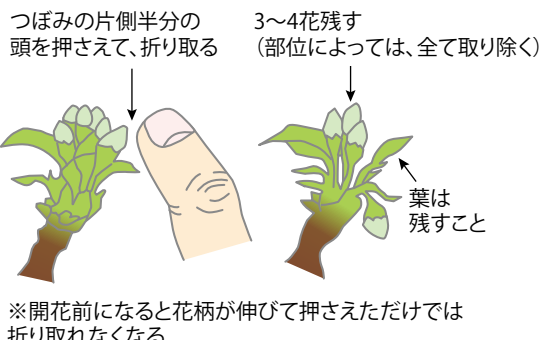 つぼみの片側半分の
頭を押さえて、折り取る
3〜4花残す
（部位によっては、全て取り除く）
葉は
残すこと
※開花前になると花柄が伸びて押さえただけでは
折り取れなくなる